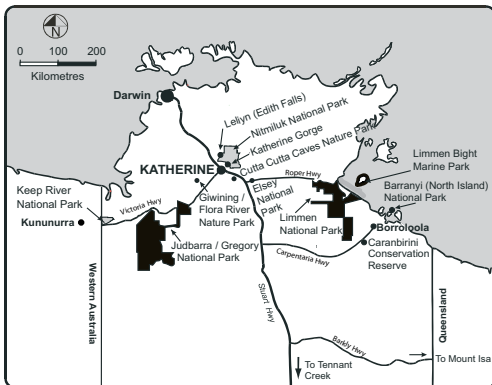 N
0 100 200
Kilometres
Darwin
Leliyn (Edith Falls)
Nitmiluk National Park
Katherine Gorge
Cutta Cutta Caves Nature Park
KATHERINE
Roper Hwy
Limmen Bight
Marine Park
Barranyi (North Island)
National Park
Keep River
National Park
Kununurra
Victoria Hwy
Giwining /
Flora River
Nature Park
Elsey
National
Park
Limmen
National Park
Judbarra / Gregory
National Park
Borroloola
Caranbirini
Conservation
Reserve
Carpentaria Hwy
Western Australia
Stuart Hwy
Queensland
Barkly Hwy
To Mount Isa
To Tennant
Creek